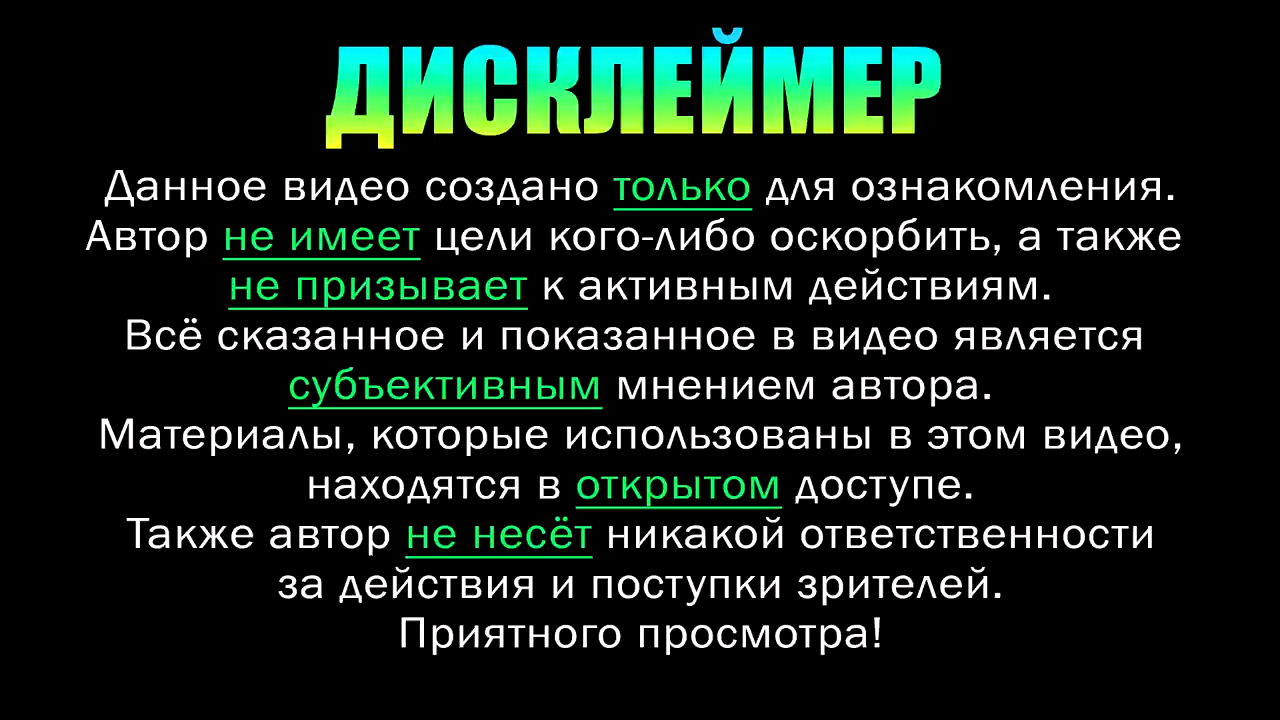 ДИСКЛЕЙМЕР
Данное видео создано только для ознакомления.
Автор не имеет цели кого-либо оскорбить, а также
не призывает к активным действиям.
Всё сказанное и показанное в видео является
субъективным мнением автора.
Материалы, которые использованы в этом видео,
находятся в открытом доступе.
Также автор не несёт никакой ответственности
за действия и поступки зрителей.
Приятного просмотра!